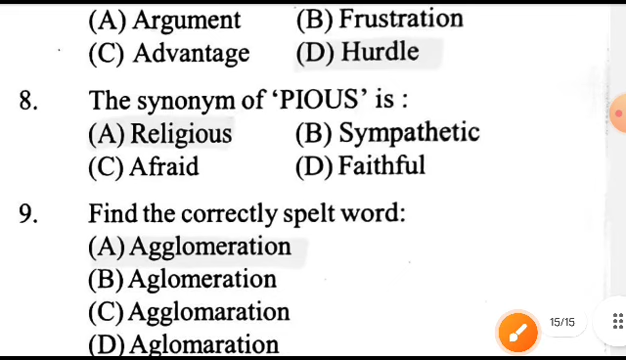 (A) Argument (B) Frustration
(C) Advantage (D) Hurdle
8. The synonym of ‘PIOUS’ is :
(A) Religious (B) Sympathetic
(C) Afraid (D) Faithful
9. Find the correctly spelt word:
(A) Agglomeration
(B) Aglomeration
(C) Agglomaration
(D) Aglomaration
15/15